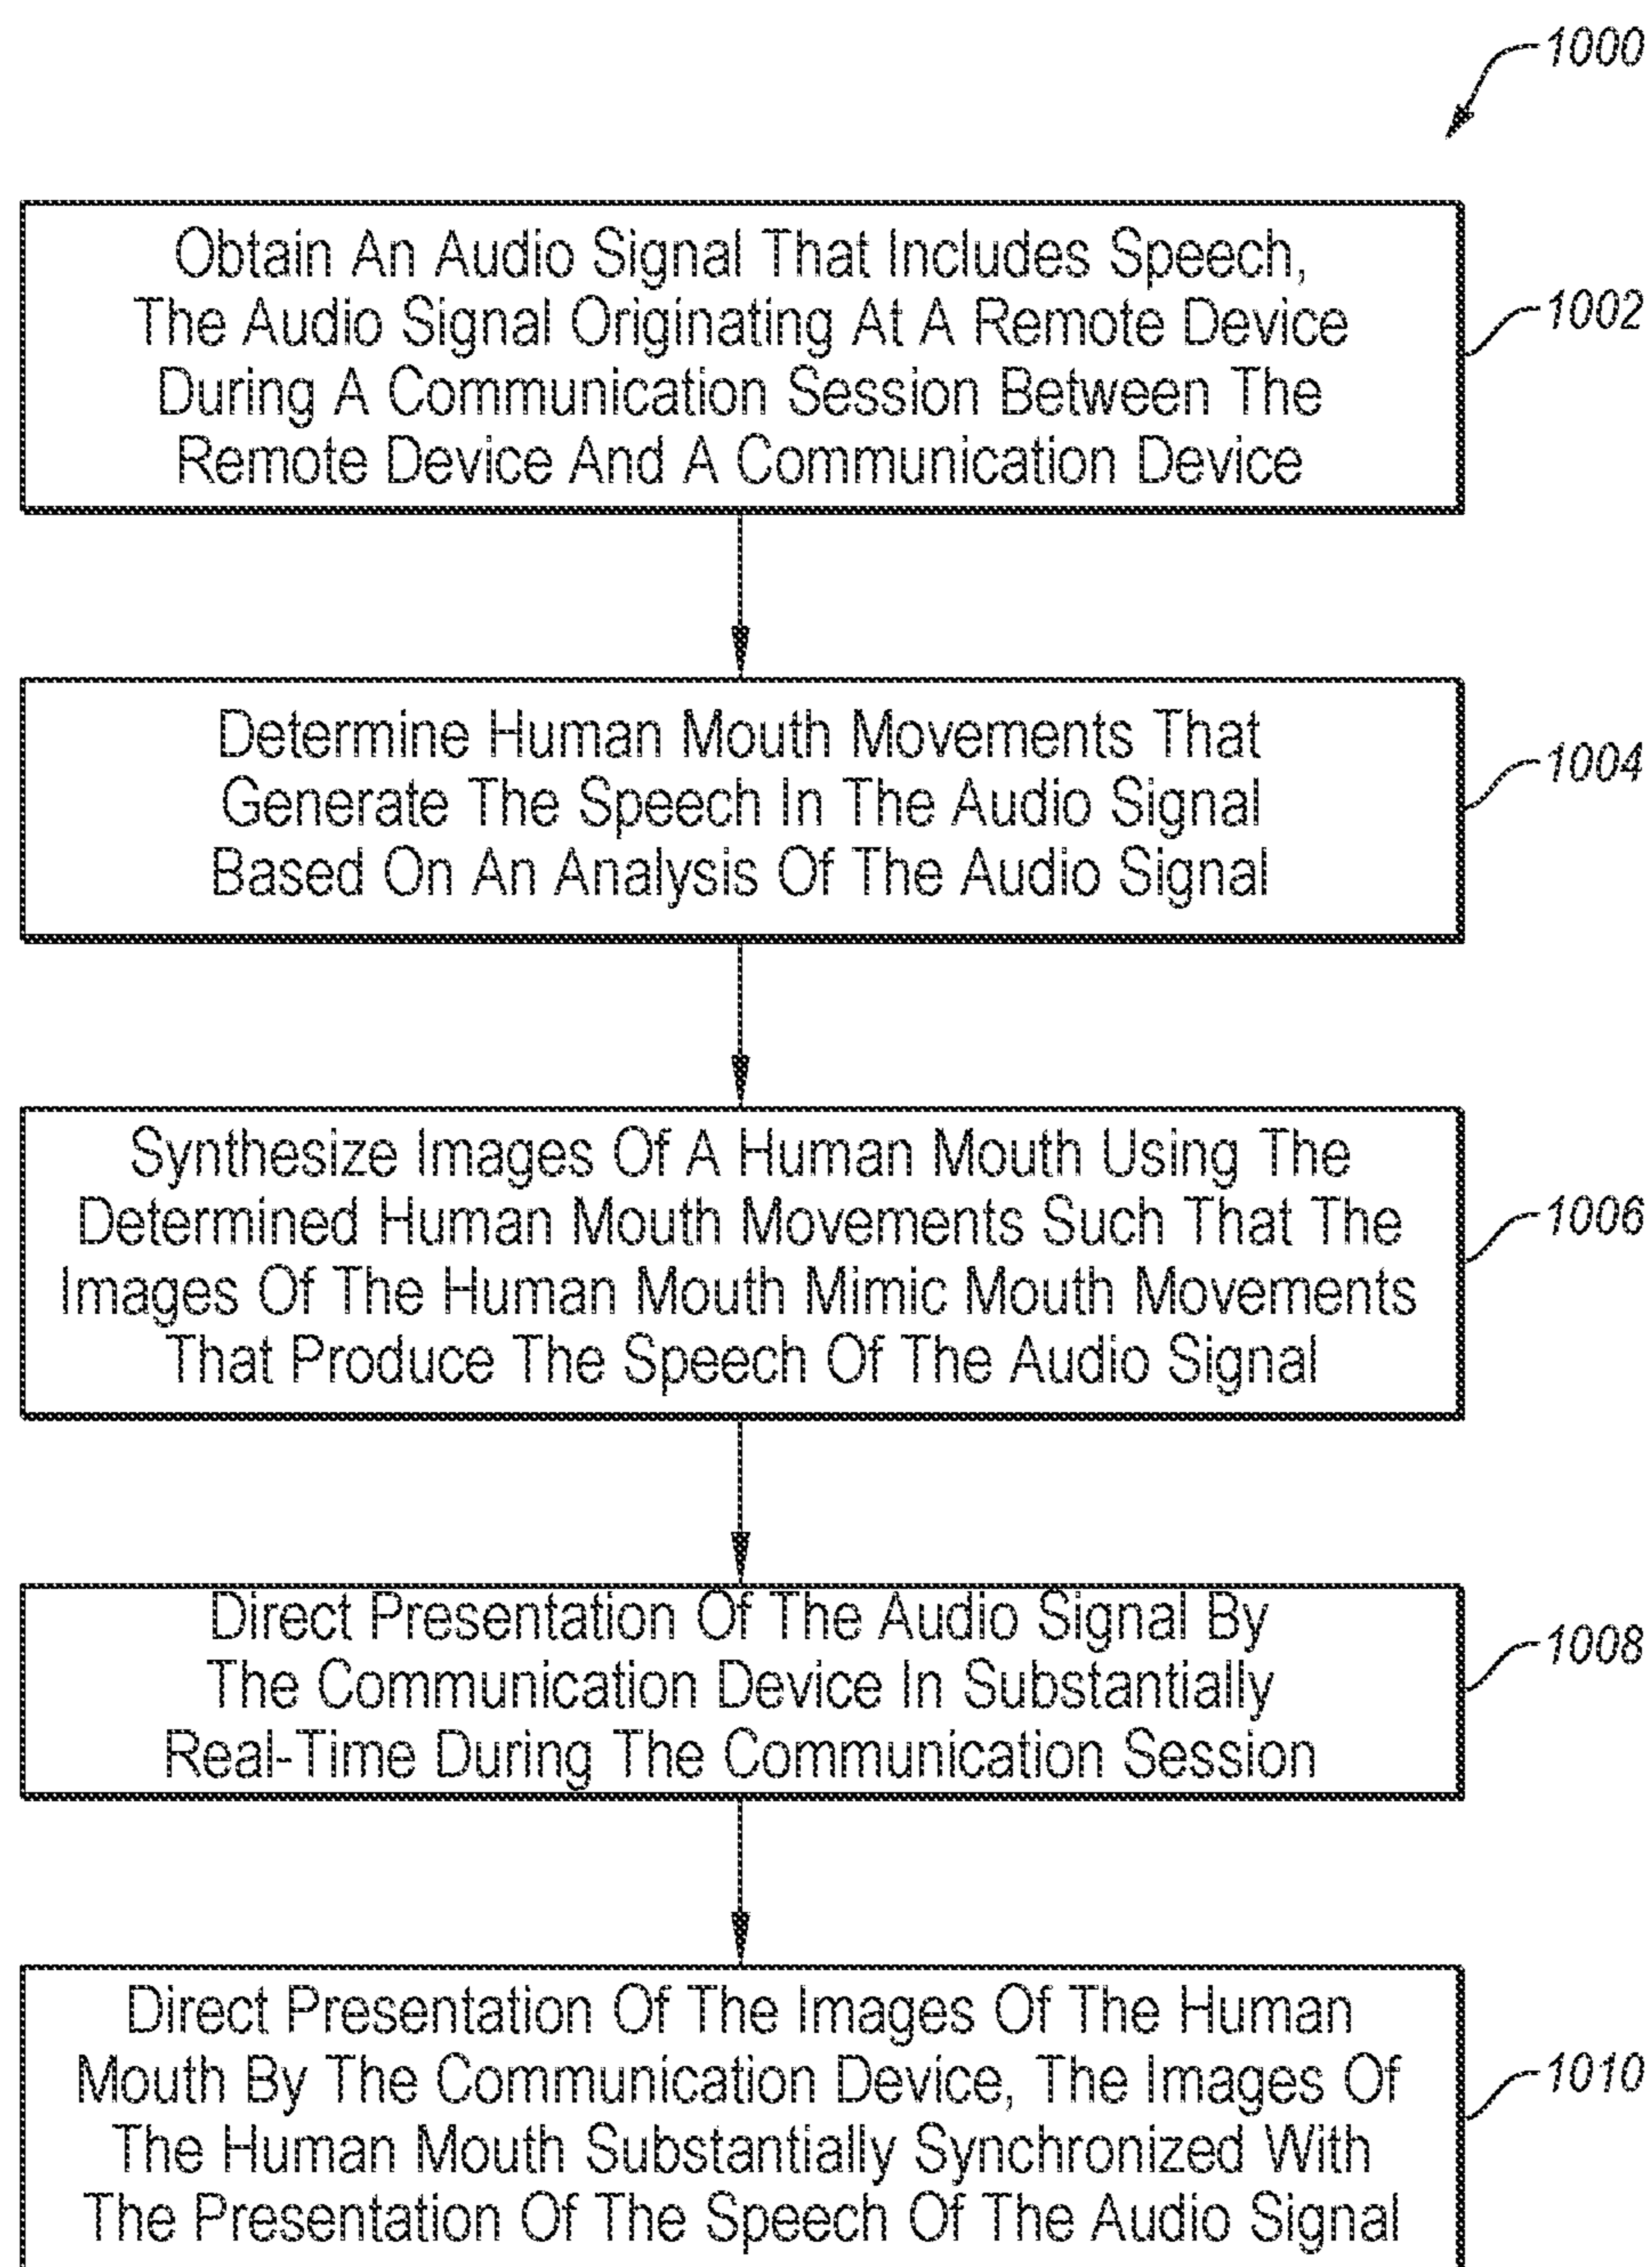 1000
Obtain An Audio Signal That Includes Speech,
The Audio Signal Originating At A Remote Device
During A Communication Session Between The
Remote Device And A Communication Device
1002
Determine Human Mouth Movements That
Generate The Speech In The Audio Signal
Based On An Analysis Of The Audio Signal
1004
Synthesize Images Of A Human Mouth Using The
Determined Human Mouth Movements Such That The
Images Of The Human Mouth Mimic Mouth Movements
That Produce The Speech Of The Audio Signal
1006
Direct Presentation Of The Audio Signal By
The Communication Device In Substantially
Real-Time During The Communication Session
1008
Direct Presentation Of The Images Of The Human
Mouth By The Communication Device, The Images Of
The Human Mouth Substantially Synchronized With
The Presentation Of The Speech Of The Audio Signal
1010